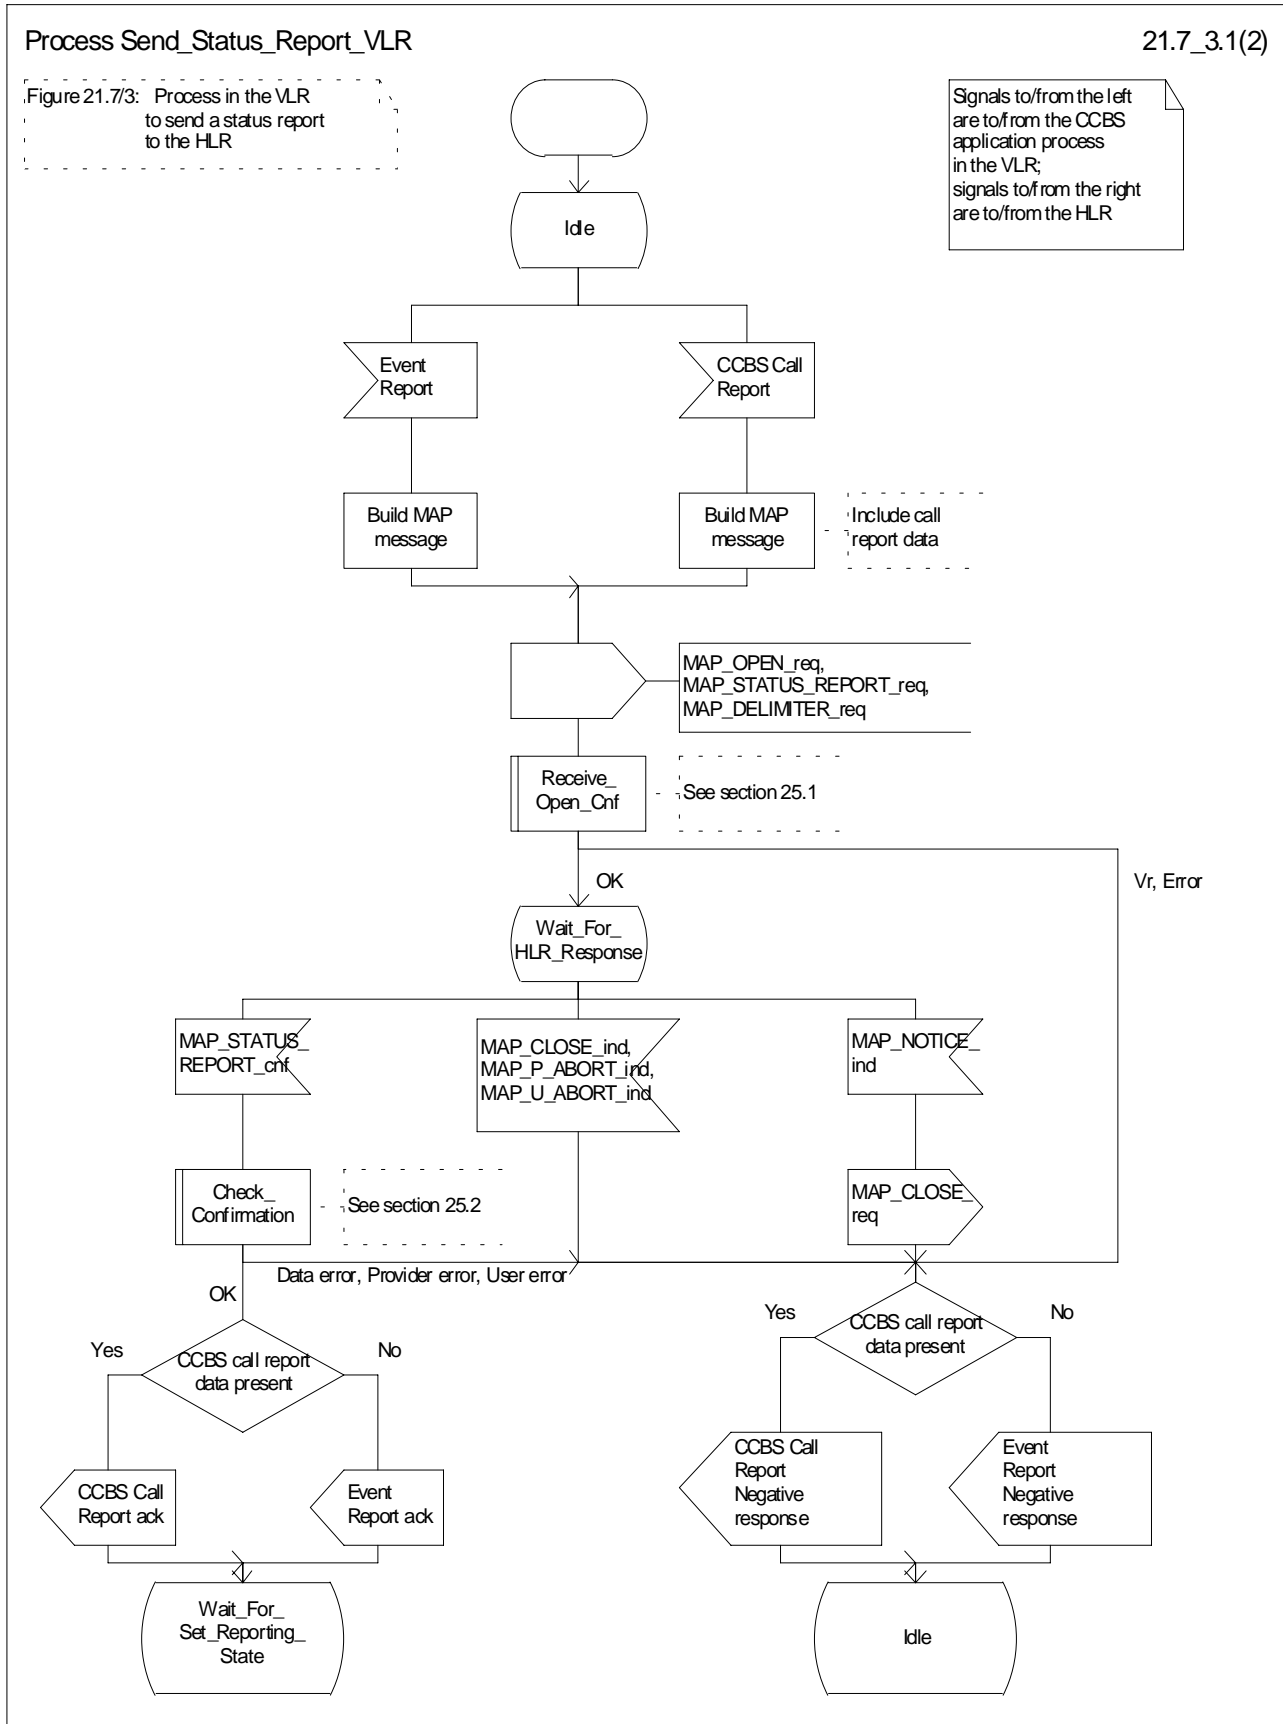 Process Send_Status_Report_VLR
21.7_3.1(2)
Figure 21.7/3: Process in the VLR
to send a status report
to the HLR
Signals to/from the left
are to/from the CCBS
application process
in the VLR;
signals to/from the right
are to/from the HLR
Idle
Event
Report
CCBS Call
Report
Build MAP
message
Build MAP
message
Include call
report data
MAP_OPEN_req,
MAP_STATUS_REPORT_req,
MAP_DELIMITER_req
Receive_
Open_Cnf
See section 25.1
OK
Vr, Error
Wait_For_
HLR_Response
MAP_STATUS_
REPORT_cnf
MAP_CLOSE_ind,
MAP_P_ABORT_ind,
MAP_U_ABORT_ind
MAP_NOTICE_
ind
Check_
Confirmation
See section 25.2
MAP_CLOSE_
req
Data error, Provider error, User error
OK
Yes
CCBS call report
data present
No
Yes
CCBS call report
data present
No
CCBS Call
Report ack
Event
Report ack
CCBS Call
Report
Negative
response
Event
Report
Negative
response
Wait_For_
Set_Reporting_
State
Idle